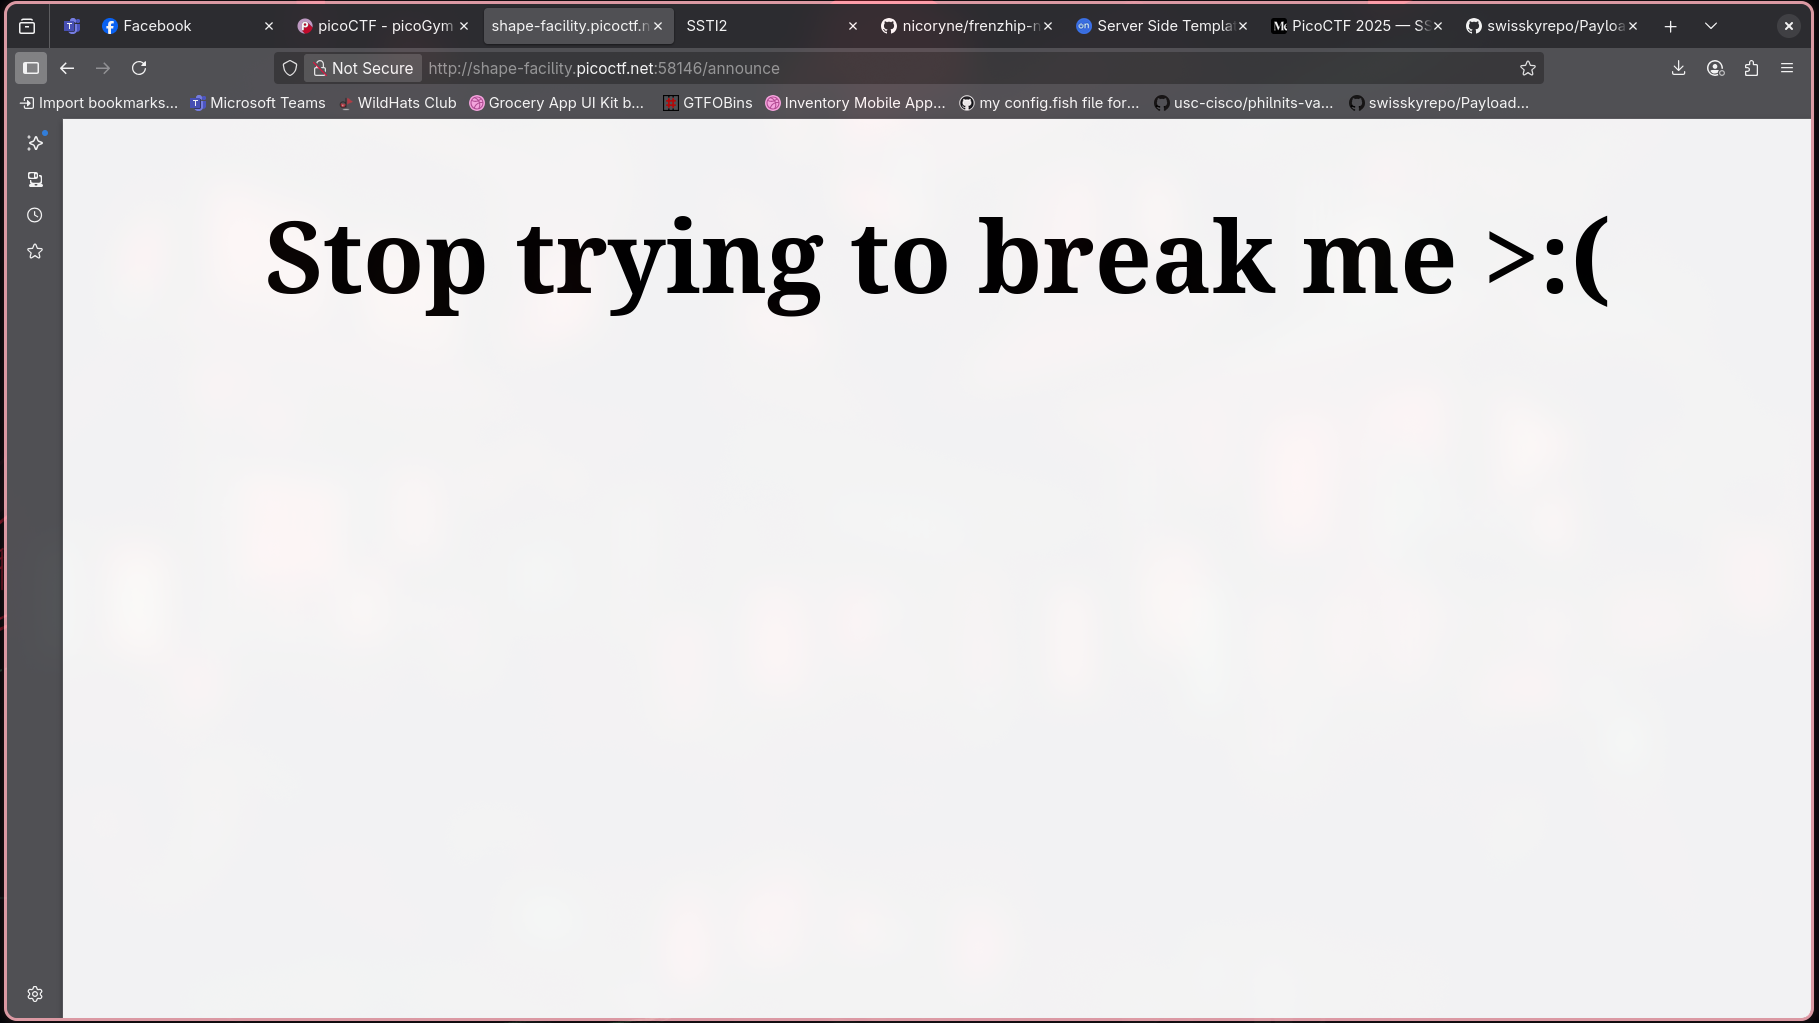 Facebook
picoCTF - picoGym
shape-facility.picoctf.n
SSTI2
nicoryne/frenzhip-n
Server Side Templat
PicoCTF 2025 — SS
swisskyrepo/Payloa
Not Secure
http://shape-facility.picoctf.net:58146/announce
Import bookmarks...
Microsoft Teams
WildHats Club
Grocery App UI Kit b...
GTFOBins
Inventory Mobile App...
my config.fish file for...
usc-cisco/philnits-va...
swisskyrepo/Payload...
Stop trying to break me >:(